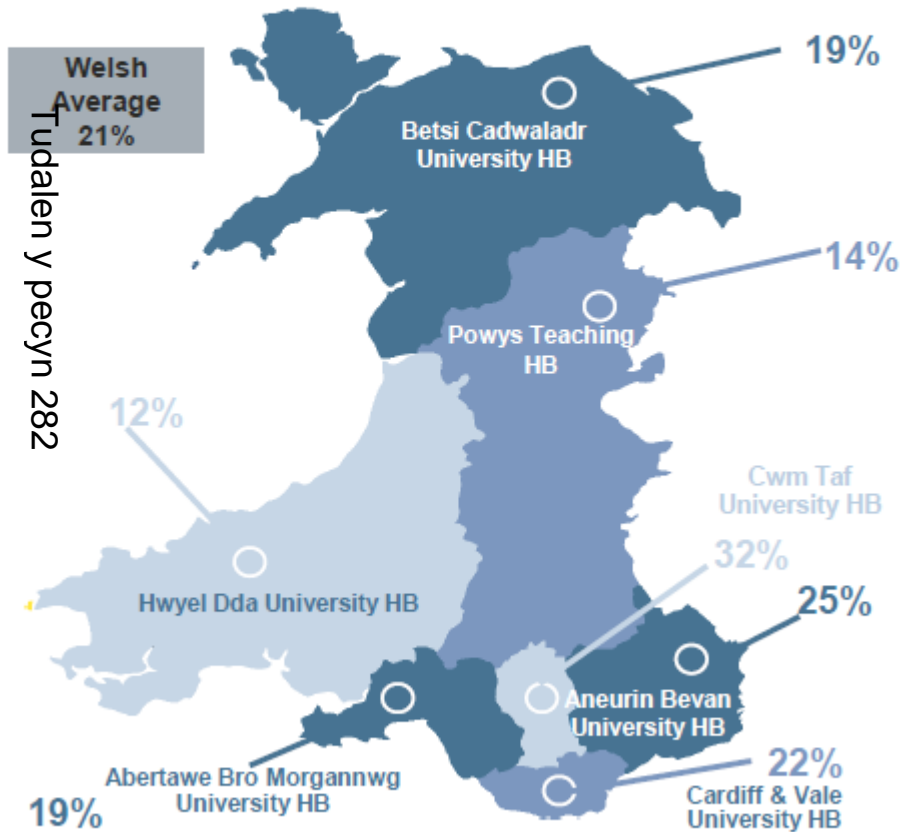 Welsh
Average
21%
Tudalen y pecyn 282
19%
Betsi Cadwaladr
University HB
14%
Powys Teaching
HB
12%
Cwm Taf
University HB
32%
25%
Hwyel Dda University HB
Aneurin Bevan
University HB
Abertawe Bro Morgannwg
University HB
19%
22%
Cardiff & Vale
University HB